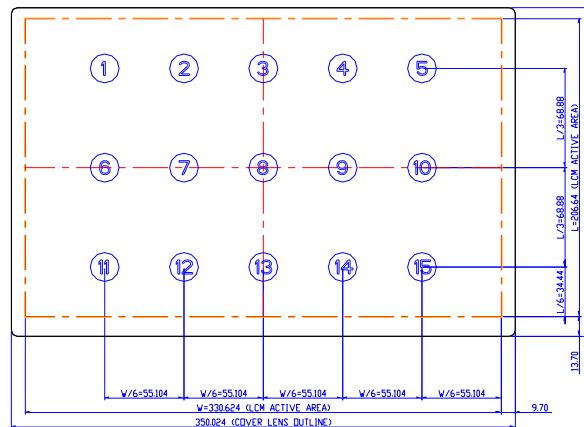 1 2 3 4 5
6 7 8 9 10
11 12 13 14 15
L/3=68.88
L/3=68.88
L/6=34.44
L=206.64 (LCM ACTIVE AREA)
13.70
W/6=55.104 W/6=55.104 W/6=55.104 W/6=55.104 W/6=55.104
W=330.624 (LCM ACTIVE AREA)
9.70
350.024 (COVER LENS OUTLINE)